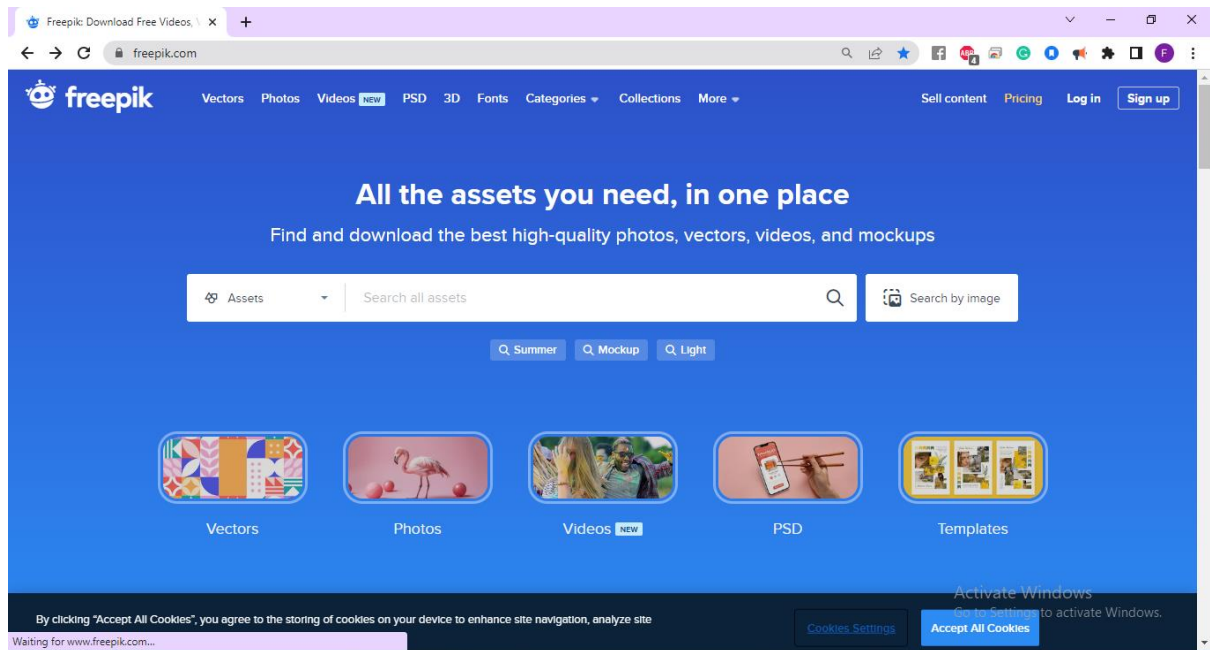 Freepik: Download Free Videos, V
freepik.com
4
F
freepik Vectors Photos Videos NEW PSD 3D Fonts Categories Collections More Sell content Pricing Log in Sign up
All the assets you need, in one place
Find and download the best high-quality photos, vectors, videos, and mockups
Assets Search all assets Search by image
Summer Mockup Light
Vectors Photos Videos NEW PSD Templates
Activate Windows
Go to Settings to activate Windows.
By clicking “Accept All Cookies”, you agree to the storing of cookies on your device to enhance site navigation, analyze site
Cookies Settings Accept All Cookies
Waiting for www.freepik.com...